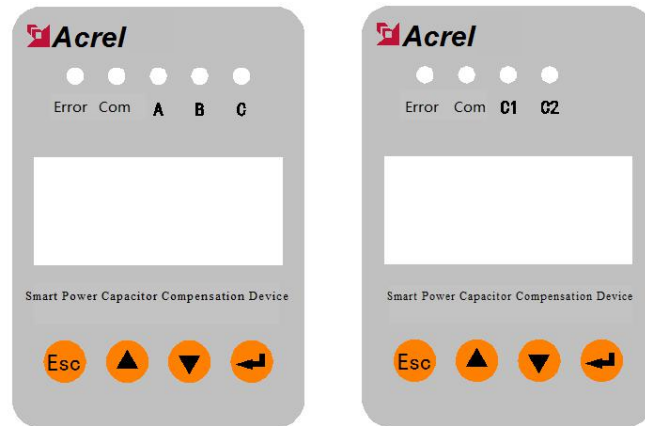 Acrel
Error Com A B C
Smart Power Capacitor Compensation Device
Esc
Acrel
Error Com C1 C2
Smart Power Capacitor Compensation Device
Esc